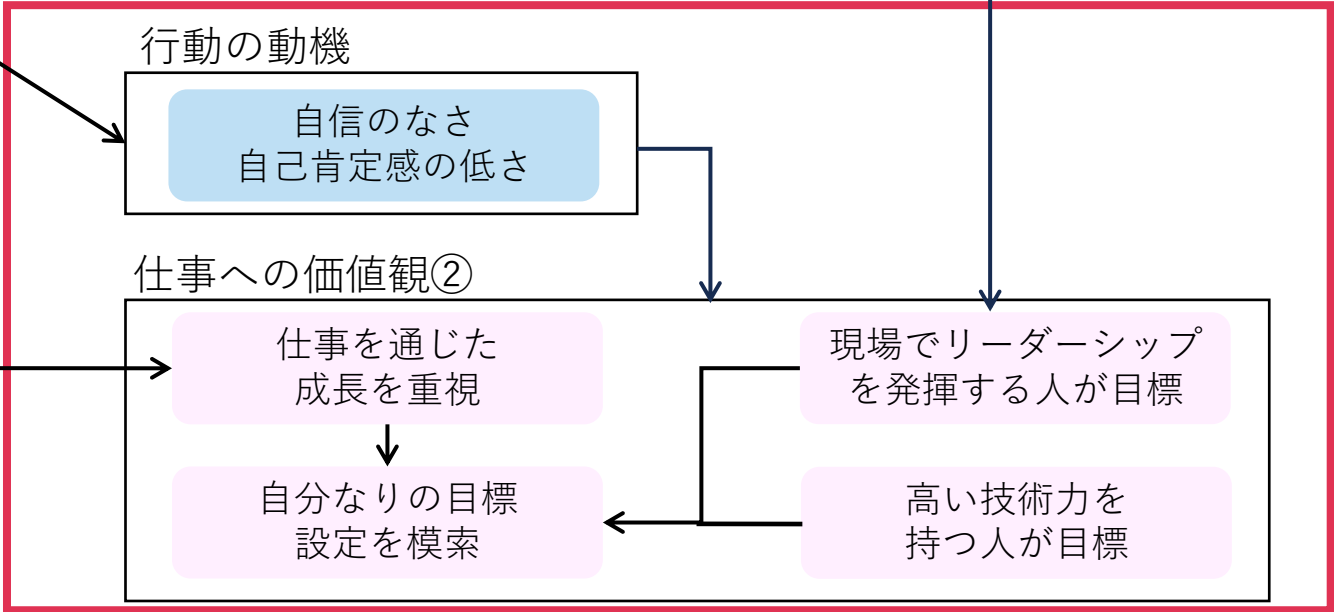 行動の動機
自信のなさ
自己肯定感の低さ
仕事への価値観②
仕事を通じた
成長を重視
現場でリーダーシップ
を発揮する人が目標
自分なりの目標
設定を模索
高い技術力を
持つ人が目標